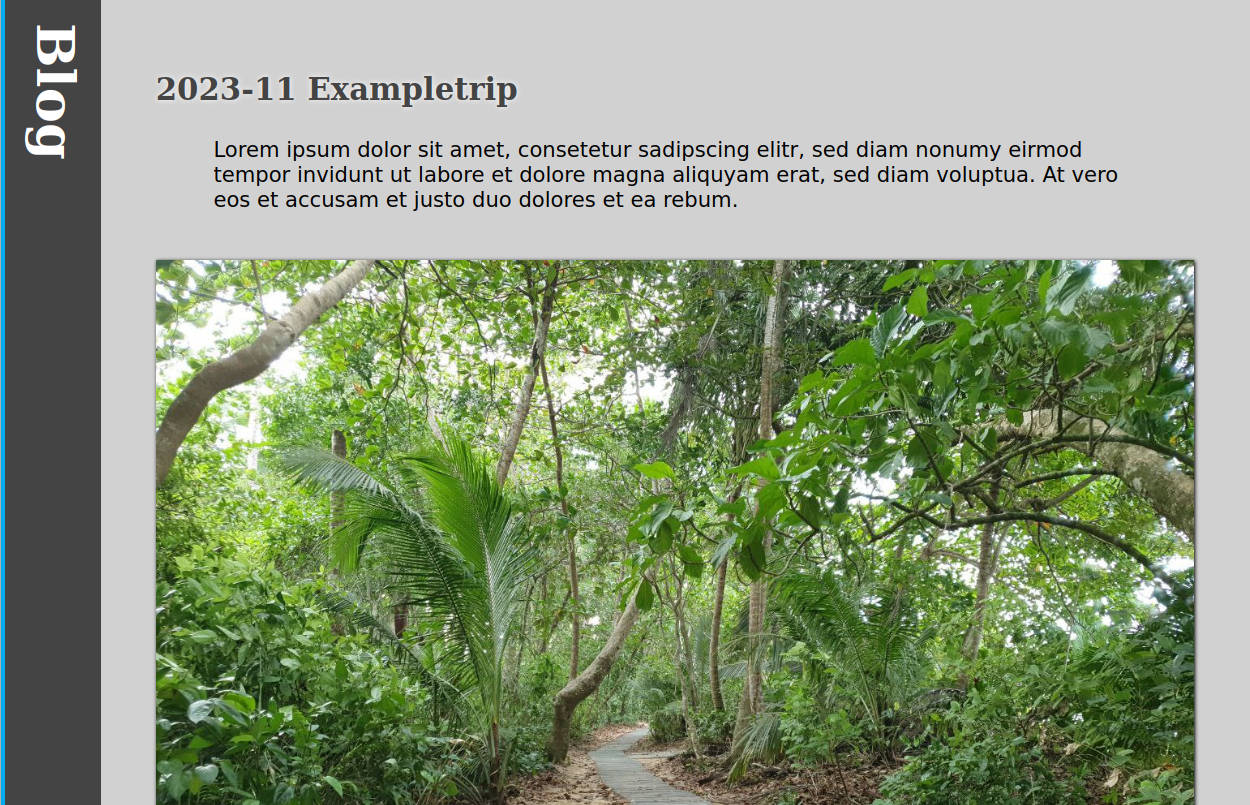 Blog
2023-11 Exampletrip
Lorem ipsum dolor sit amet, consetetur sadipscing elitr, sed diam nonumy eirmod
tempor invidunt ut labore et dolore magna aliquyam erat, sed diam voluptua. At vero
eos et accusam et justo duo dolores et ea rebum.